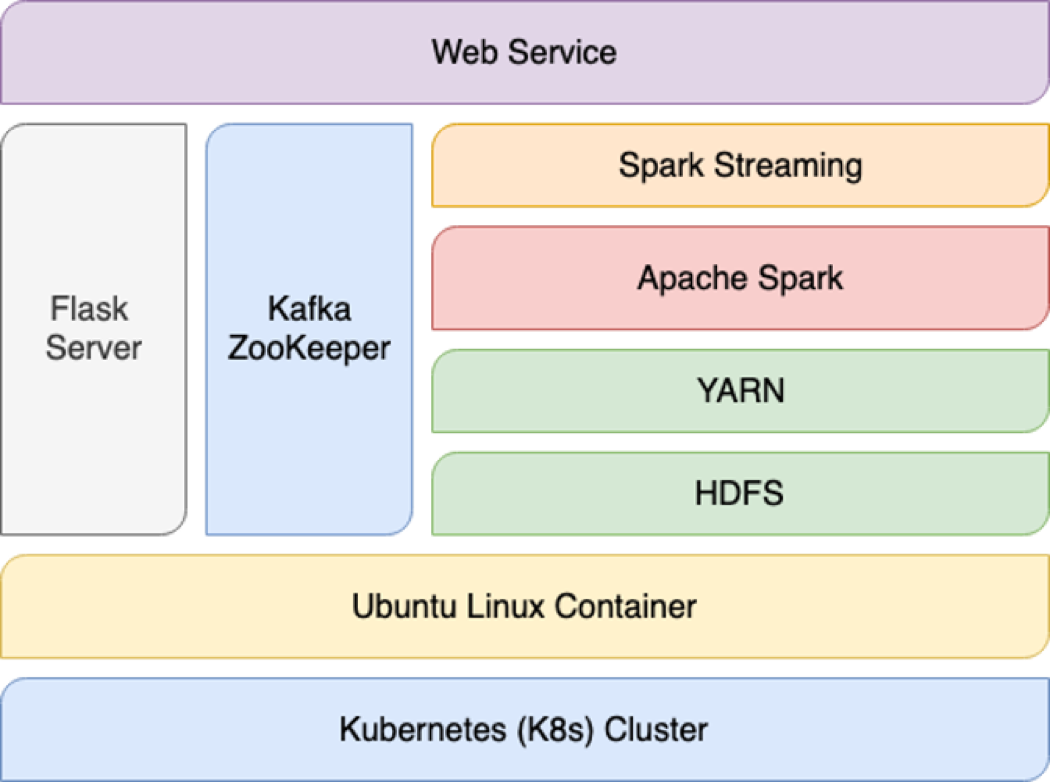 Web Service
Flask
Server
Kafka
ZooKeeper
Spark Streaming
Apache Spark
YARN
HDFS
Ubuntu Linux Container
Kubernetes (K8s) Cluster